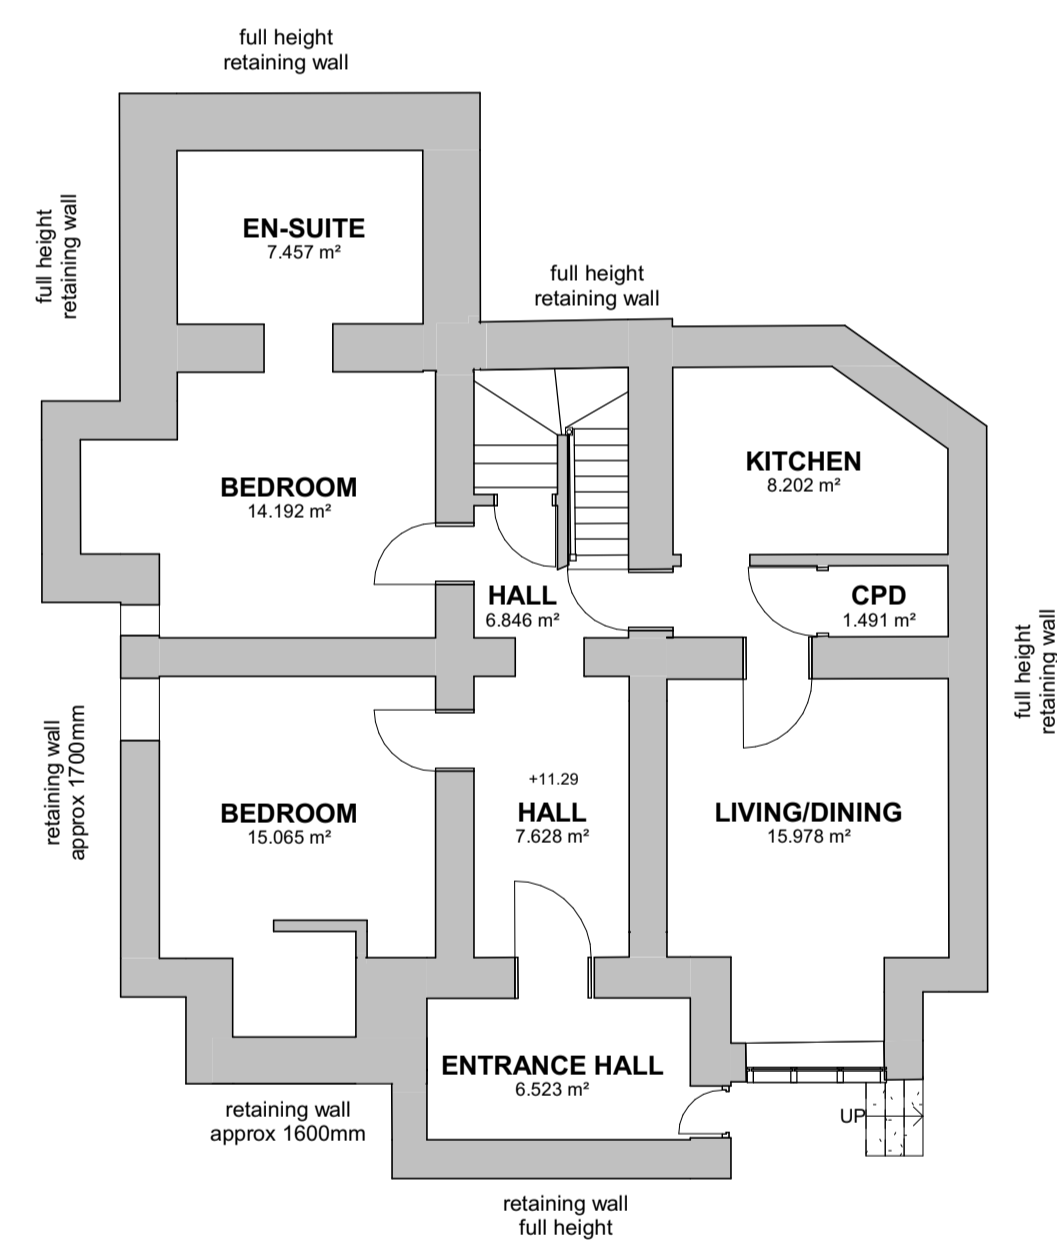 full height
retaining wall
full height
retaining wall
EN-SUITE
7.457 m²
full height
retaining wall
BEDROOM
14.192 m²
KITCHEN
8.202 m²
HALL
6.846 m²
CPD
1.491 m²
full height
retaining wall
retaining wall
approx 1700mm
BEDROOM
15.065 m²
+11.29
HALL
7.628 m²
LIVING/DINING
15.978 m²
ENTRANCE HALL
6.523 m²
UP
retaining wall
approx 1600mm
retaining wall
full height